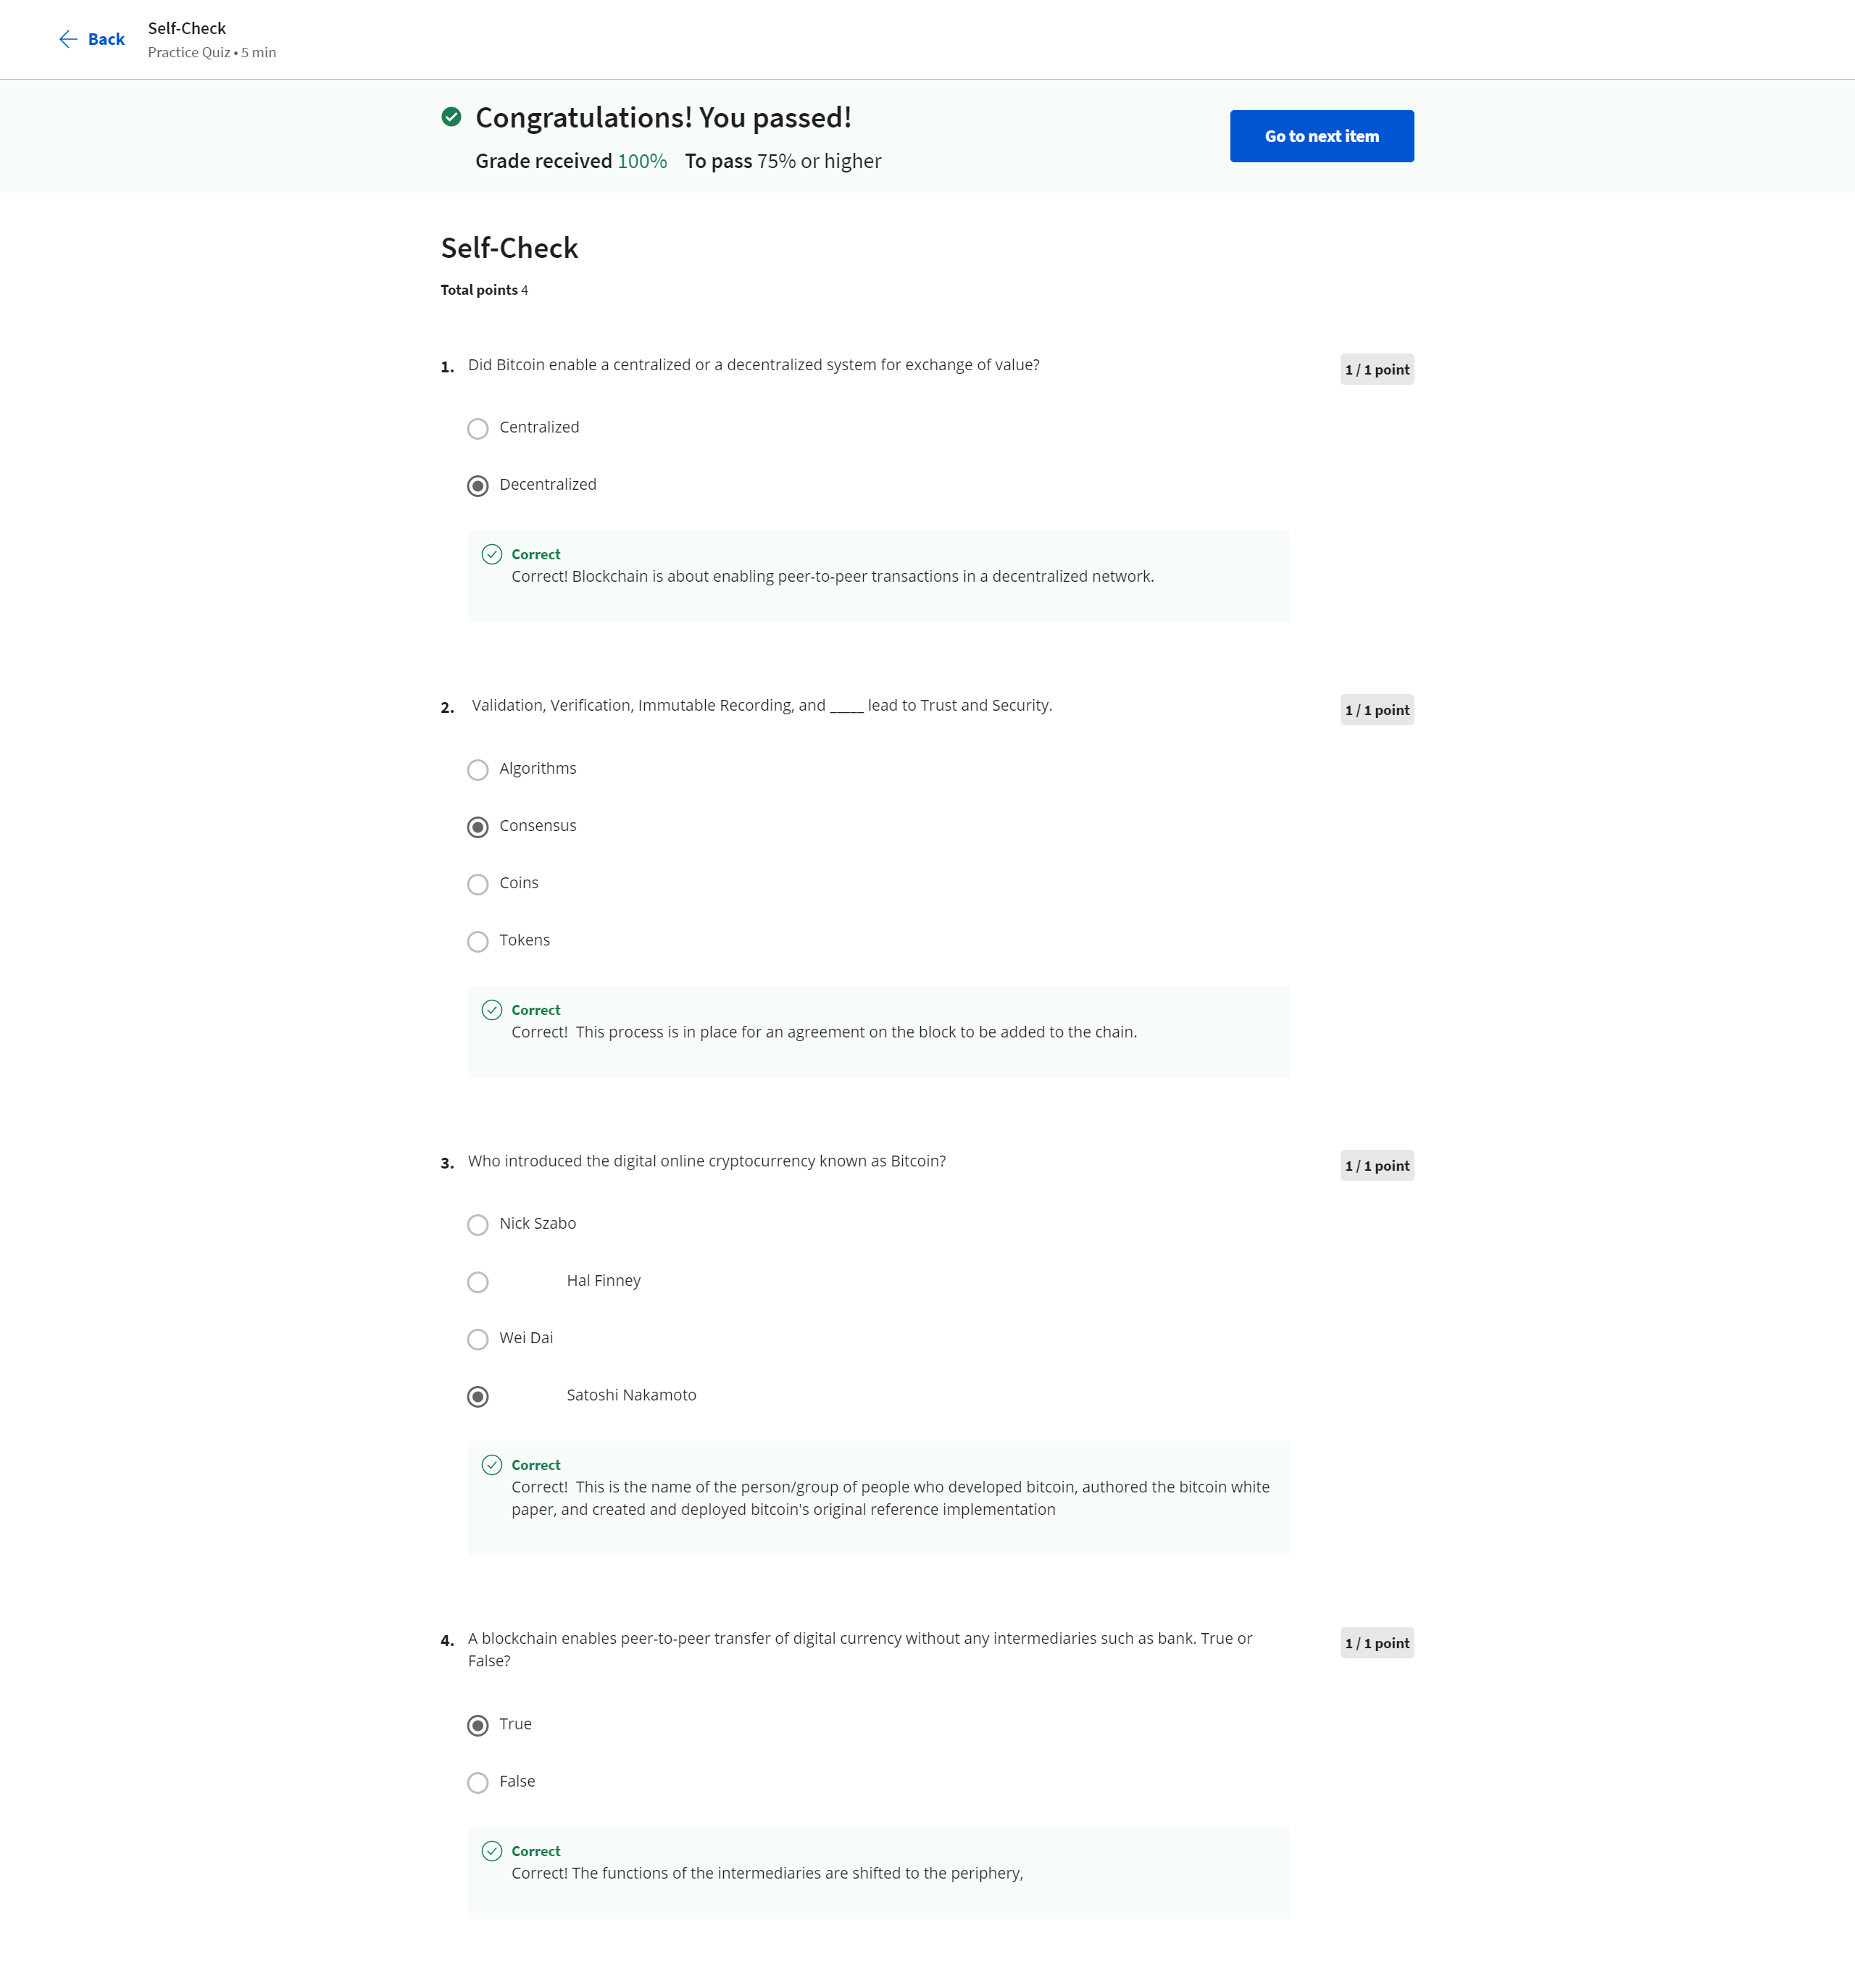 Back
Self-Check
Practice Quiz • 5 min
Congratulations! You passed!
Grade received 100% To pass 75% or higher
Go to next item
Self-Check
Total points 4
1. Did Bitcoin enable a centralized or a decentralized system for exchange of value?
1 / 1 point
Centralized
Decentralized
Correct
Correct! Blockchain is about enabling peer-to-peer transactions in a decentralized network.
2. Validation, Verification, Immutable Recording, and _____ lead to Trust and Security.
1 / 1 point
Algorithms
Consensus
Coins
Tokens
Correct
Correct!  This process is in place for an agreement on the block to be added to the chain.
3. Who introduced the digital online cryptocurrency known as Bitcoin?
1 / 1 point
Nick Szabo
Hal Finney
Wei Dai
Satoshi Nakamoto
Correct
Correct!  This is the name of the person/group of people who developed bitcoin, authored the bitcoin white
paper, and created and deployed bitcoin's original reference implementation
4. A blockchain enables peer-to-peer transfer of digital currency without any intermediaries such as bank. True or
False?
1 / 1 point
True
False
Correct
Correct! The functions of the intermediaries are shifted to the periphery,